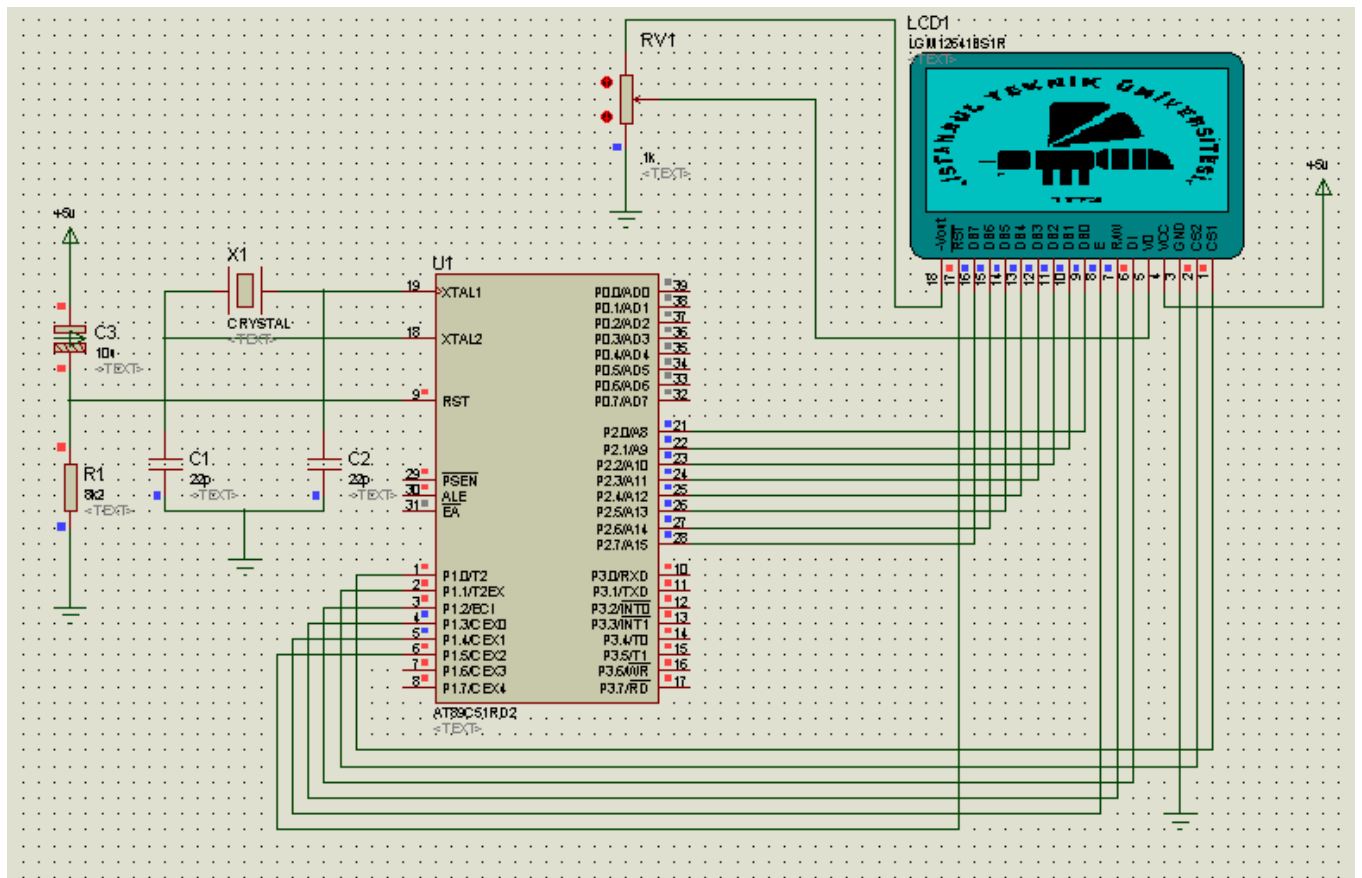 RV1
1k
<TEXT>
LCD1
LGM12641BS1R
<TEXT>
İSTANBUL TEKNİK ÜNİVERSİTESİ
-Vout
RST
DB7
DB6
DB5
DB4
DB3
DB2
DB1
DB0
E
R/W
DI
V0
VCC
GND
CS2
CS1
18
17
16
15
14
13
12
11
10
9
8
7
6
5
4
3
2
1
+5u
+5u
C3
10u
<TEXT>
R1
8k2
<TEXT>
X1
CRYSTAL
<TEXT>
C1
22p
<TEXT>
C2
22p
<TEXT>
U1
19
XTAL1
18
XTAL2
9
RST
29
PSEN
30
ALE
31
EA
1
P1.0/T2
2
P1.1/T2EX
3
P1.2/ECI
4
P1.3/CEX0
5
P1.4/CEX1
6
P1.5/CEX2
7
P1.6/CEX3
8
P1.7/CEX4
P0.0/AD0
39
P0.1/AD1
38
P0.2/AD2
37
P0.3/AD3
36
P0.4/AD4
35
P0.5/AD5
34
P0.6/AD6
33
P0.7/AD7
32
P2.0/A8
21
P2.1/A9
22
P2.2/A10
23
P2.3/A11
24
P2.4/A12
25
P2.5/A13
26
P2.6/A14
27
P2.7/A15
28
P3.0/RXD
10
P3.1/TXD
11
P3.2/INT0
12
P3.3/INT1
13
P3.4/T0
14
P3.5/T1
15
P3.6/WR
16
P3.7/RD
17
AT89C51RD2
<TEXT>